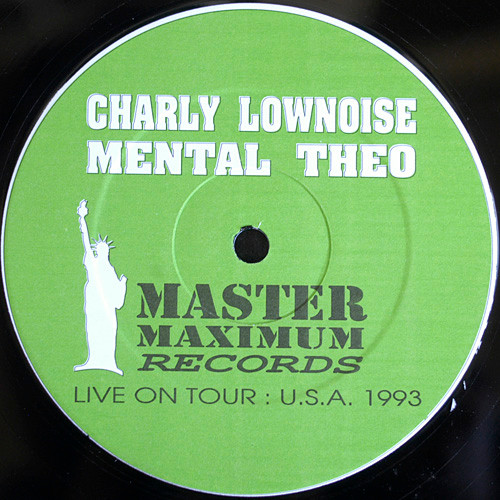 CHARLY LOWNOISE
MENTAL THEO
MASTER
MAXIMUM
RECORDS
LIVE ON TOUR : U.S.A. 1993